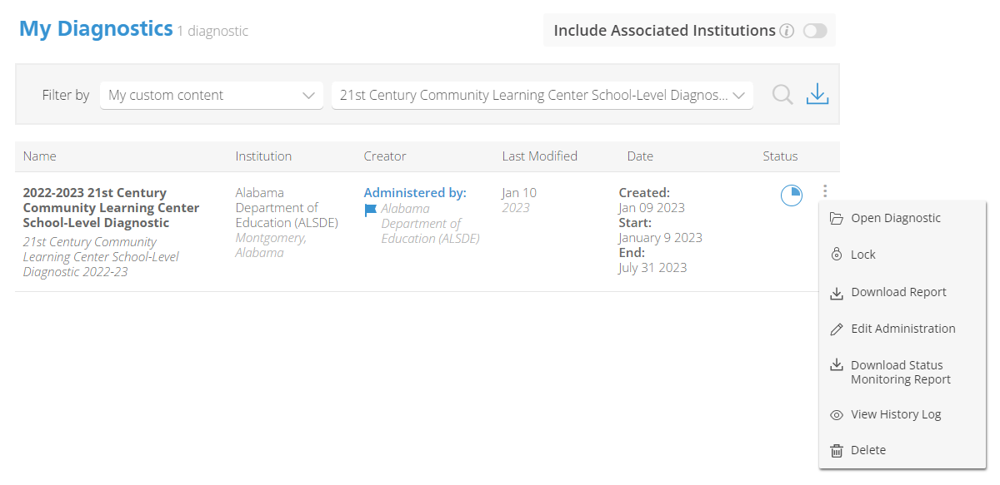 My Diagnostics 1 diagnostic
Include Associated Institutions
Filter by
My custom content
21st Century Community Learning Center School-Level Diagnos...
Name
Institution
Creator
Last Modified
Date
Status
2022-2023 21st Century
Community Learning Center
School-Level Diagnostic
21st Century Community
Learning Center School-Level
Diagnostic 2022-23
Alabama
Department of
Education (ALSDE)
Montgomery,
Alabama
Administered by:
Alabama
Department of
Education (ALSDE)
Jan 10
2023
Created:
Jan 09 2023
Start:
January 9 2023
End:
July 31 2023
Open Diagnostic
Lock
Download Report
Edit Administration
Download Status
Monitoring Report
View History Log
Delete